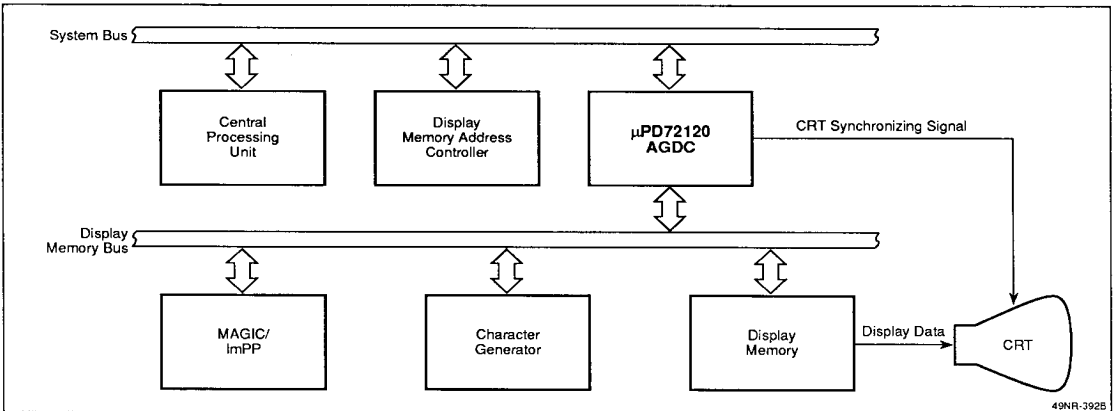 System Bus
Central
Processing
Unit
Display
Memory Address
Controller
μPD72120
AGDC
CRT Synchronizing Signal
Display
Memory Bus
MAGIC/
ImPP
Character
Generator
Display
Memory
Display Data
CRT
49NR-392B